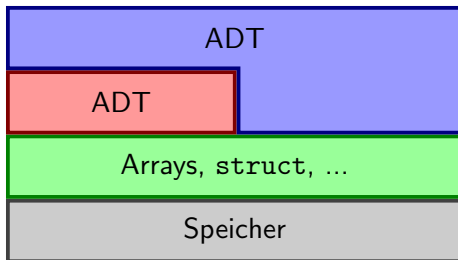 ADT
ADT
Arrays, struct, ...
Speicher